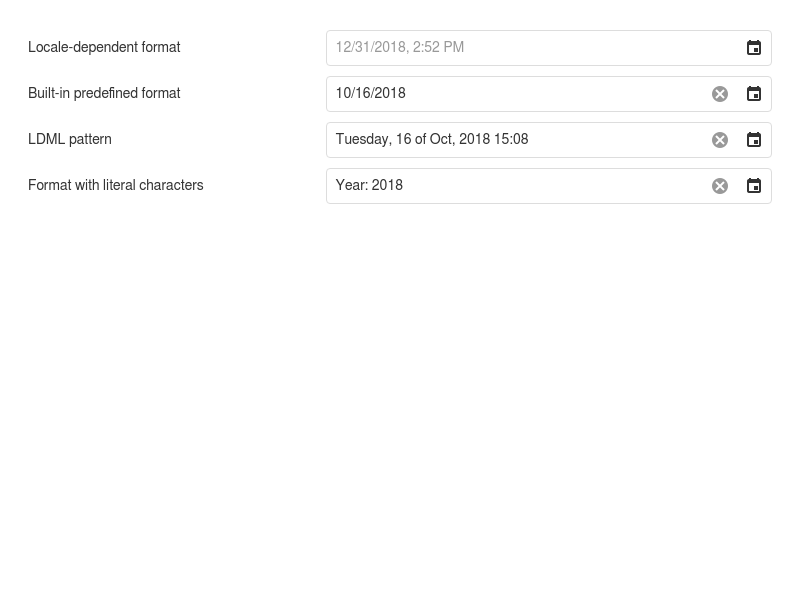 Locale-dependent format
12/31/2018, 2:52 PM
Built-in predefined format
10/16/2018
LDML pattern
Tuesday, 16 of Oct, 2018 15:08
Format with literal characters
Year: 2018